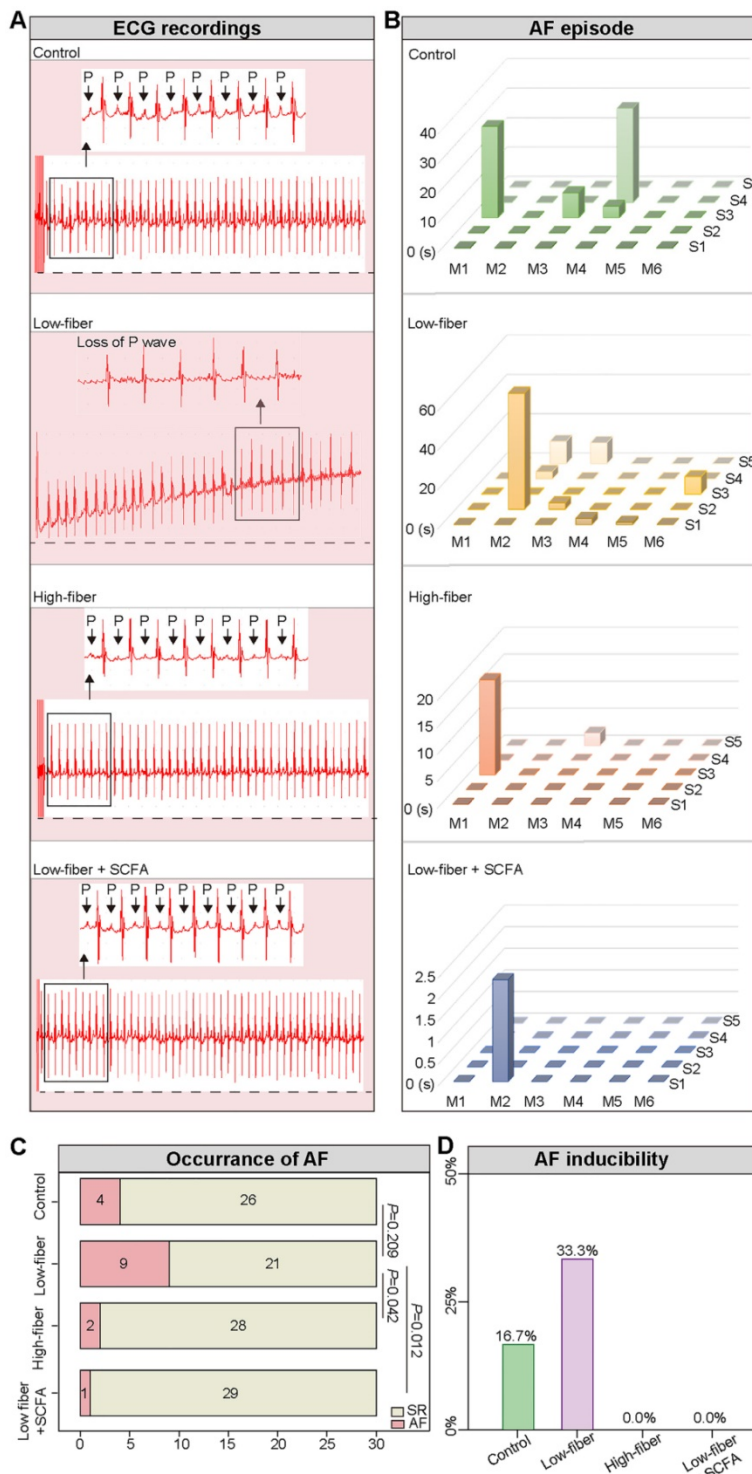 A
ECG recordings
Control
P P P P P P P P
Low-fiber
Loss of P wave
High-fiber
P P P P P P P P
Low-fiber + SCFA
P P P P P P P P P
B
AF episode
Control
40
30
20
10
0 (s)
M1 M2 M3 M4 M5 M6
S
S4
S3
S2
S1
Low-fiber
60
40
20
0 (s)
M1 M2 M3 M4 M5 M6
S5
S4
S3
S2
S1
High-fiber
20
15
10
5
0 (s)
M1 M2 M3 M4 M5 M6
S5
S4
S3
S2
S1
Low-fiber + SCFA
2.5
2
1.5
1
0.5
0 (s)
M1 M2 M3 M4 M5 M6
S5
S4
S3
S2
S1
C
Occurrance of AF
Control
4 26
Low-fiber
9 21
High-fiber
2 28
Low fiber
+SCFA
1 29
P=0.209
P=0.042
P=0.012
SR
AF
0 5 10 15 20 25 30
D
AF inducibility
50%
25%
0%
16.7%
33.3%
0.0%
0.0%
Control
Low-fiber
High-fiber
Low-fiber
SCFA